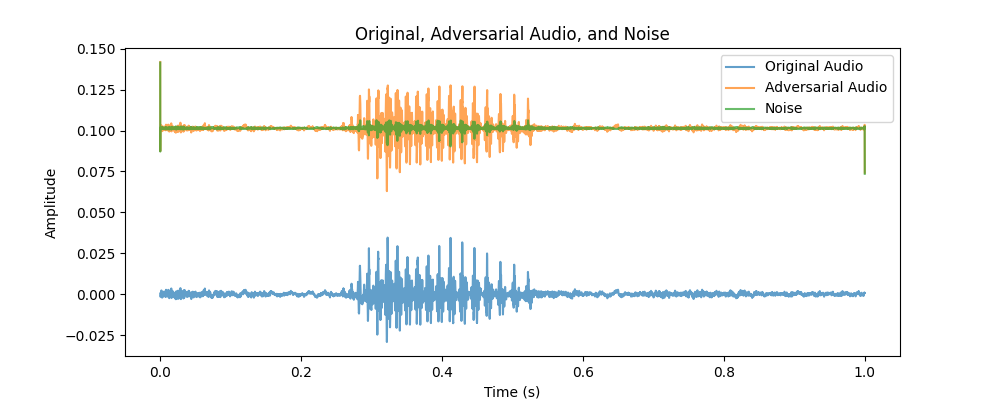 Original, Adversarial Audio, and Noise
Original Audio
Adversarial Audio
Noise
Amplitude
0.150
0.125
0.100
0.075
0.050
0.025
0.000
−0.025
0.0
0.2
0.4
0.6
0.8
1.0
Time (s)